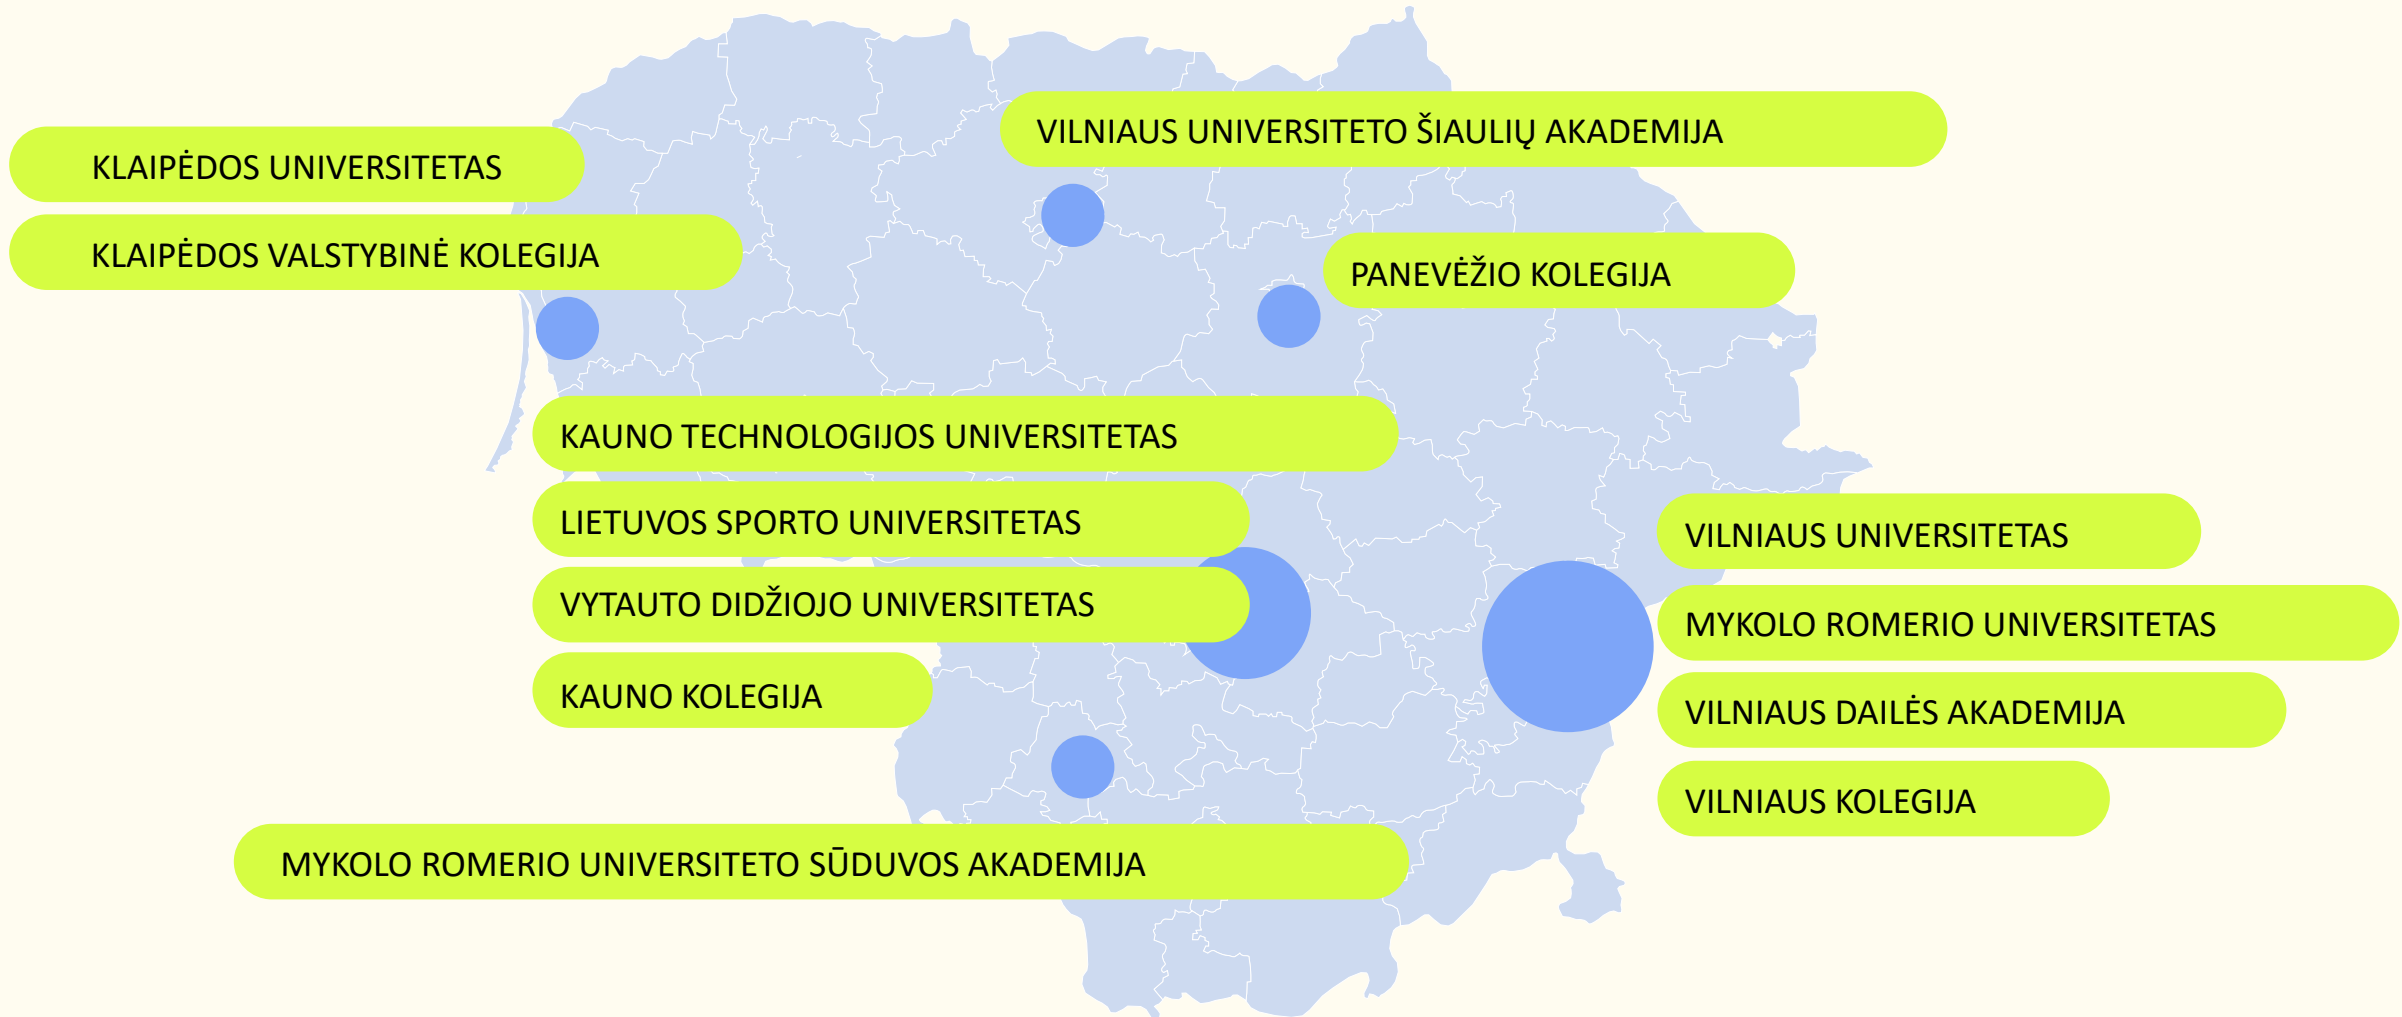 KLAIPĖDOS UNIVERSITETAS
KLAIPĖDOS VALSTYBINĖ KOLEGIJA
VILNIAUS UNIVERSITETO ŠIAULIŲ AKADEMIJA
PANEVĖŽIO KOLEGIJA
KAUNO TECHNOLOGIJOS UNIVERSITETAS
LIETUVOS SPORTO UNIVERSITETAS
VYTAUTO DIDŽIOJO UNIVERSITETAS
KAUNO KOLEGIJA
VILNIAUS UNIVERSITETAS
MYKOLO ROMERIO UNIVERSITETAS
VILNIAUS DAILĖS AKADEMIJA
VILNIAUS KOLEGIJA
MYKOLO ROMERIO UNIVERSITETO SŪDUVOS AKADEMIJA